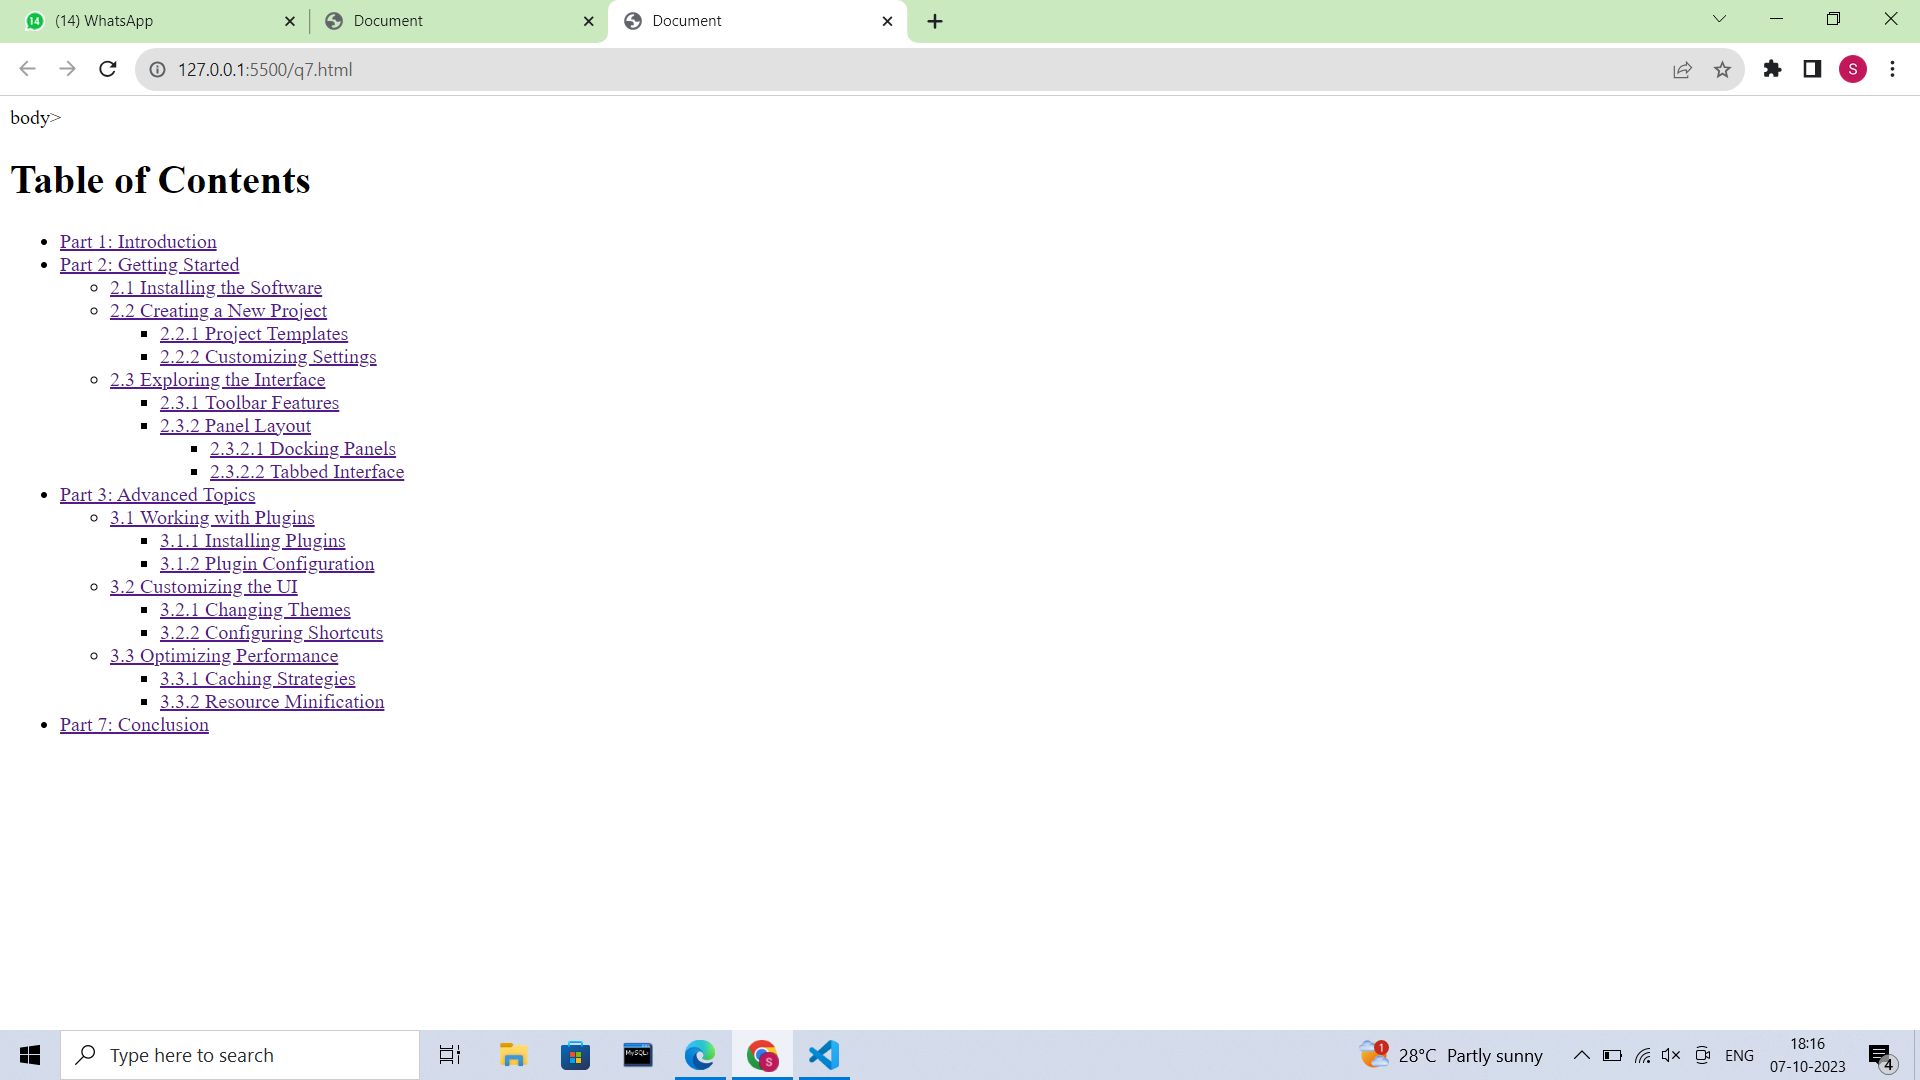 14 (14) WhatsApp Document Document
127.0.0.1:5500/q7.html S
body>
Table of Contents
Part 1: Introduction
Part 2: Getting Started
2.1 Installing the Software
2.2 Creating a New Project
2.2.1 Project Templates
2.2.2 Customizing Settings
2.3 Exploring the Interface
2.3.1 Toolbar Features
2.3.2 Panel Layout
2.3.2.1 Docking Panels
2.3.2.2 Tabbed Interface
Part 3: Advanced Topics
3.1 Working with Plugins
3.1.1 Installing Plugins
3.1.2 Plugin Configuration
3.2 Customizing the UI
3.2.1 Changing Themes
3.2.2 Configuring Shortcuts
3.3 Optimizing Performance
3.3.1 Caching Strategies
3.3.2 Resource Minification
Part 7: Conclusion
Type here to search MySQL S 1 28°C Partly sunny ENG 18:16
07-10-2023 4